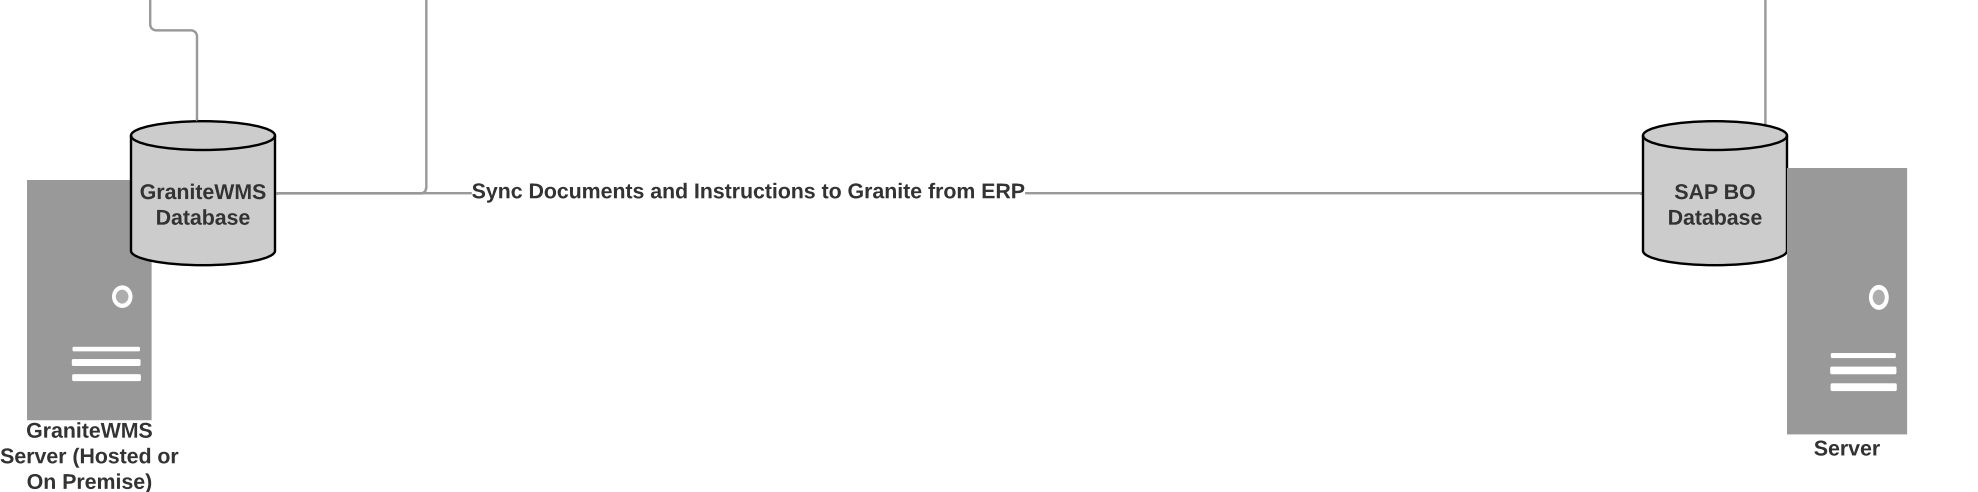 GraniteWMS
Database
Sync Documents and Instructions to Granite from ERP
SAP BO
Database
GraniteWMS
Server (Hosted or
On Premise)
Server